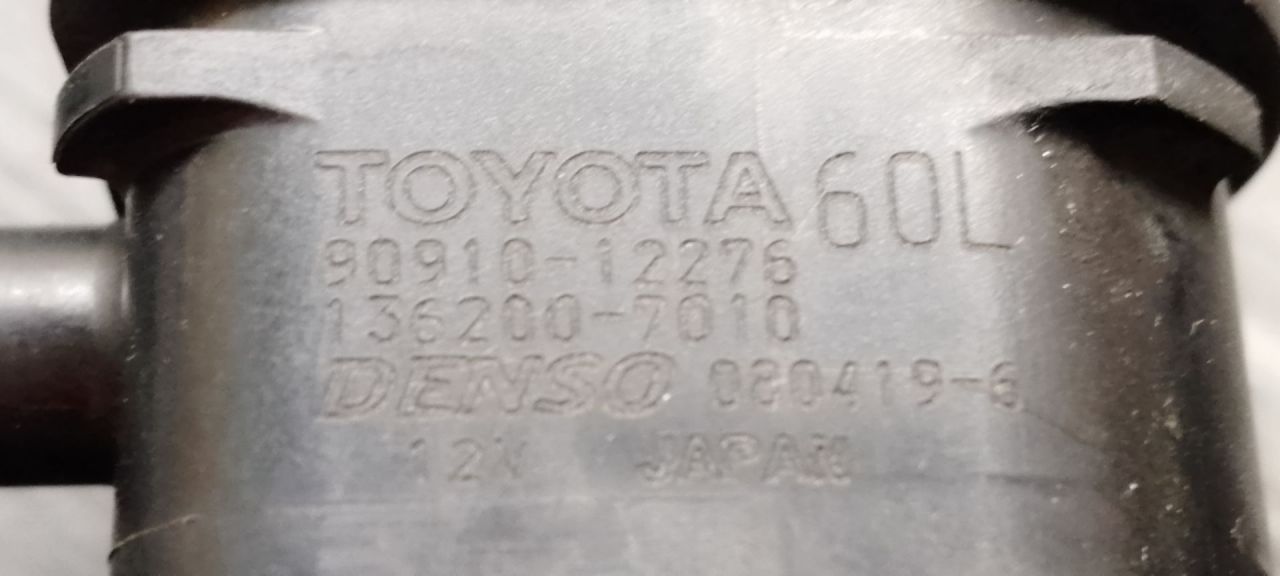 TOYOTA 60L
90910-12276
136200-7010
DENSO 080419-6
12V JAPAN